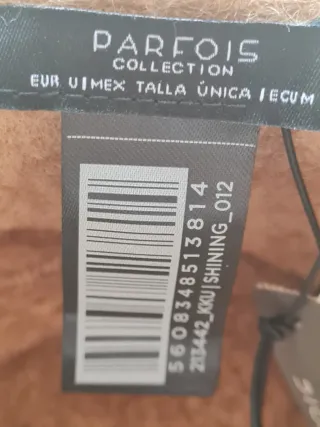 PARFOIS
COLLECTION
EUR U|MEX TALLA ÚNICA |ECUM
5608348513814
213442_KKU|SHINING_012